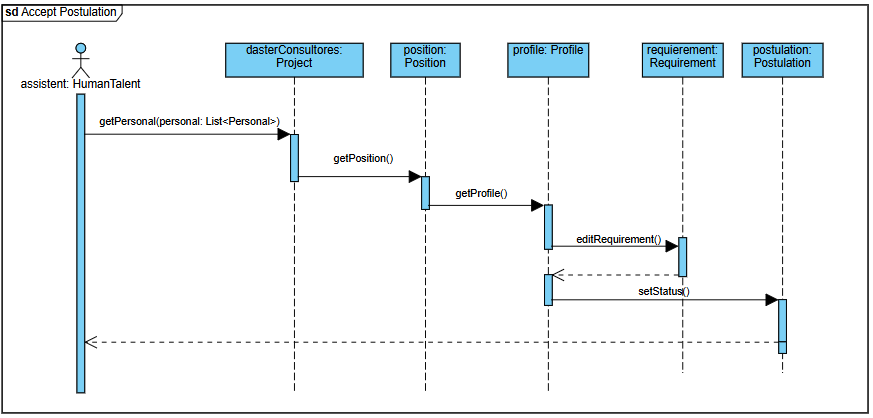 sd Accept Postulation
dasterConsultores:
Project
position:
Position
profile: Profile
requierement:
Requirement
postulation:
Postulation
assistent: HumanTalent
getPersonal(personal: List<Personal>)
getPosition()
getProfile()
editRequirement()
setStatus()